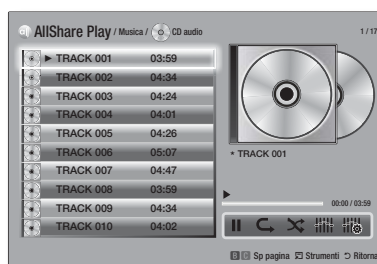 AllShare Play / Musica / CD audio 1 / 17
▶ TRACK 001 03:59
TRACK 002 04:34
TRACK 003 04:24
TRACK 004 04:01
TRACK 005 04:26
TRACK 006 05:07
TRACK 007 04:47
TRACK 008 03:59
TRACK 009 04:34
TRACK 010 04:02
* TRACK 001
00:00 / 03:59
B C Sp pagina Strumenti Ritorna